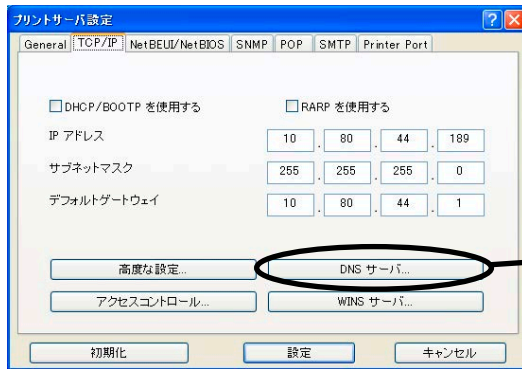 プリントサーバ設定
General TCP/IP NetBEUI/NetBIOS SNMP POP SMTP Printer Port
DHCP/BOOTP を使用する RARP を使用する
IP アドレス 10 . 80 . 44 . 189
サブネットマスク 255 . 255 . 255 . 0
デフォルトゲートウェイ 10 . 80 . 44 . 1
高度な設定... DNS サーバ...
アクセスコントロール... WINS サーバ...
初期化 設定 キャンセル